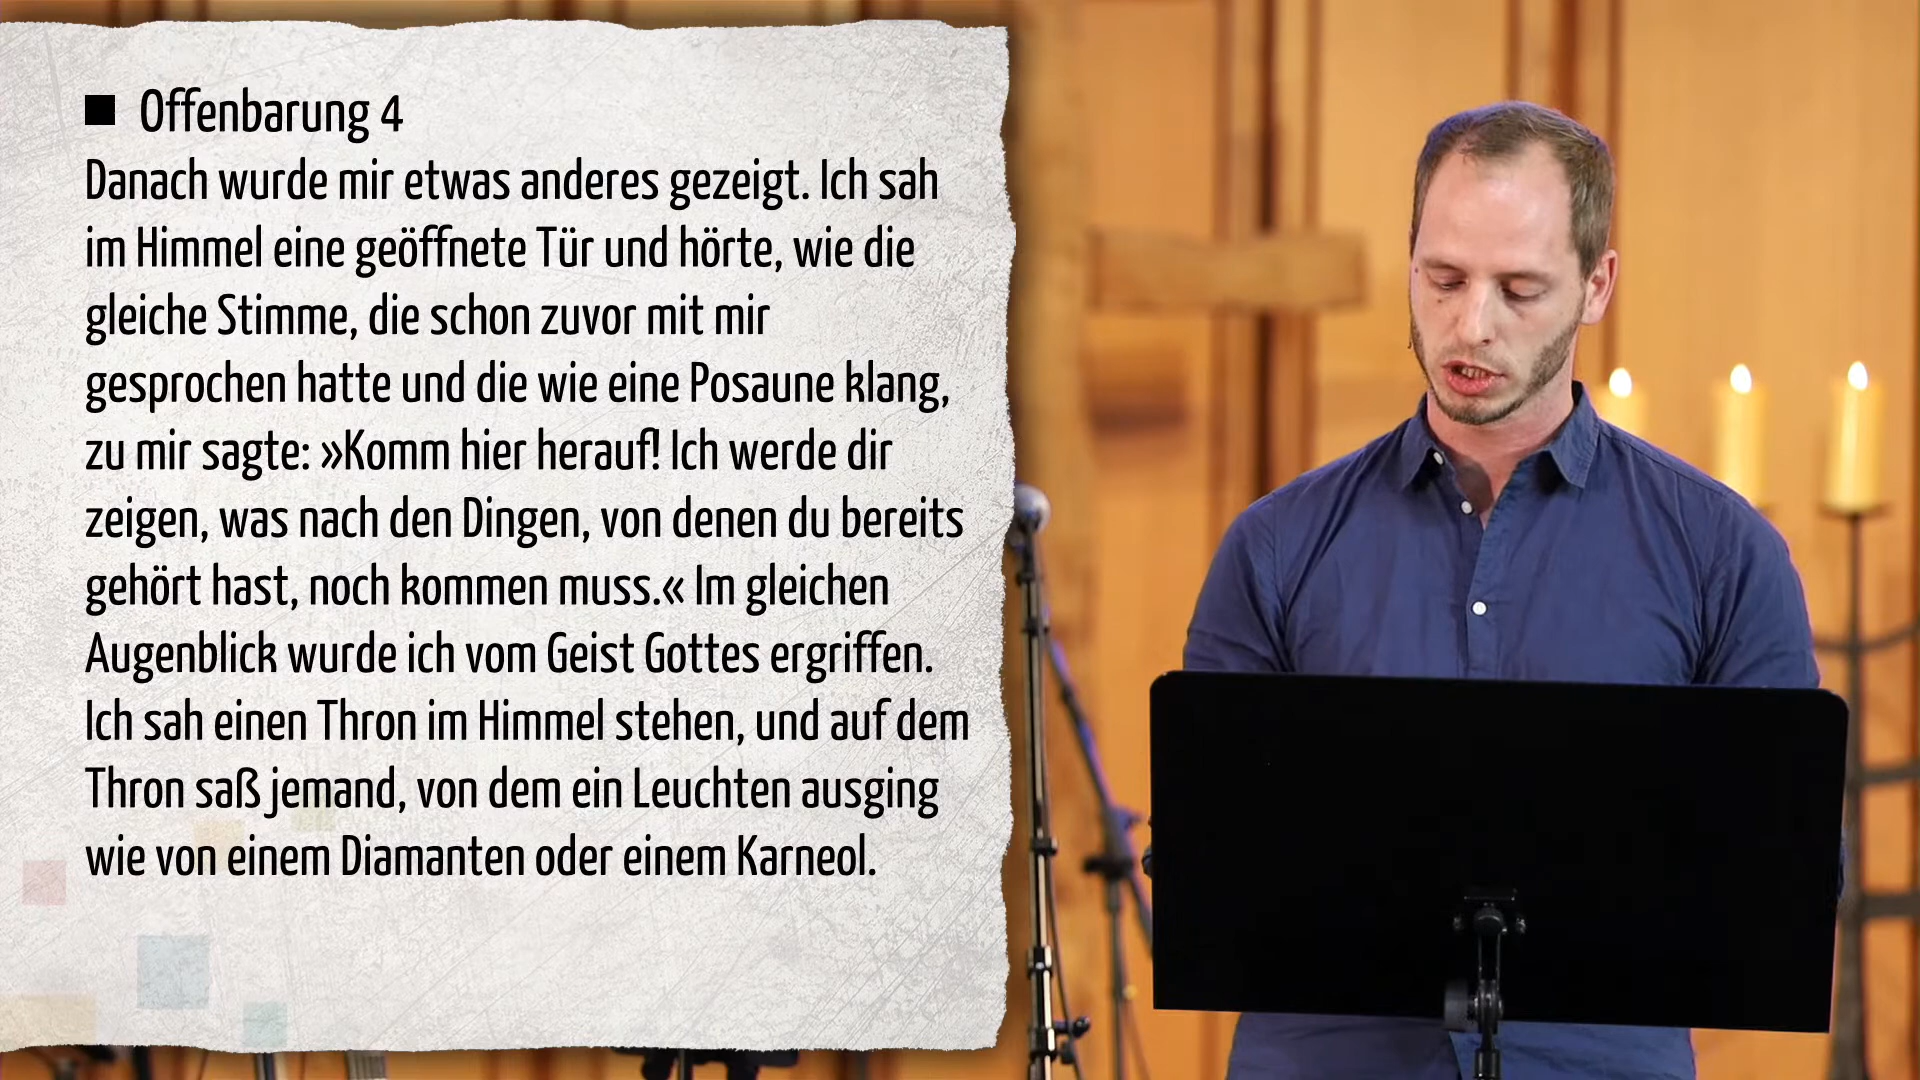 ■ Offenbarung 4
Danach wurde mir etwas anderes gezeigt. Ich sah
im Himmel eine geöffnete Tür und hörte, wie die
gleiche Stimme, die schon zuvor mit mir
gesprochen hatte und die wie eine Posaune klang,
zu mir sagte: »Komm hier herauf! Ich werde dir
zeigen, was nach den Dingen, von denen du bereits
gehört hast, noch kommen muss.« Im gleichen
Augenblick wurde ich vom Geist Gottes ergriffen.
Ich sah einen Thron im Himmel stehen, und auf dem
Thron saß jemand, von dem ein Leuchten ausging
wie von einem Diamanten oder einem Karneol.